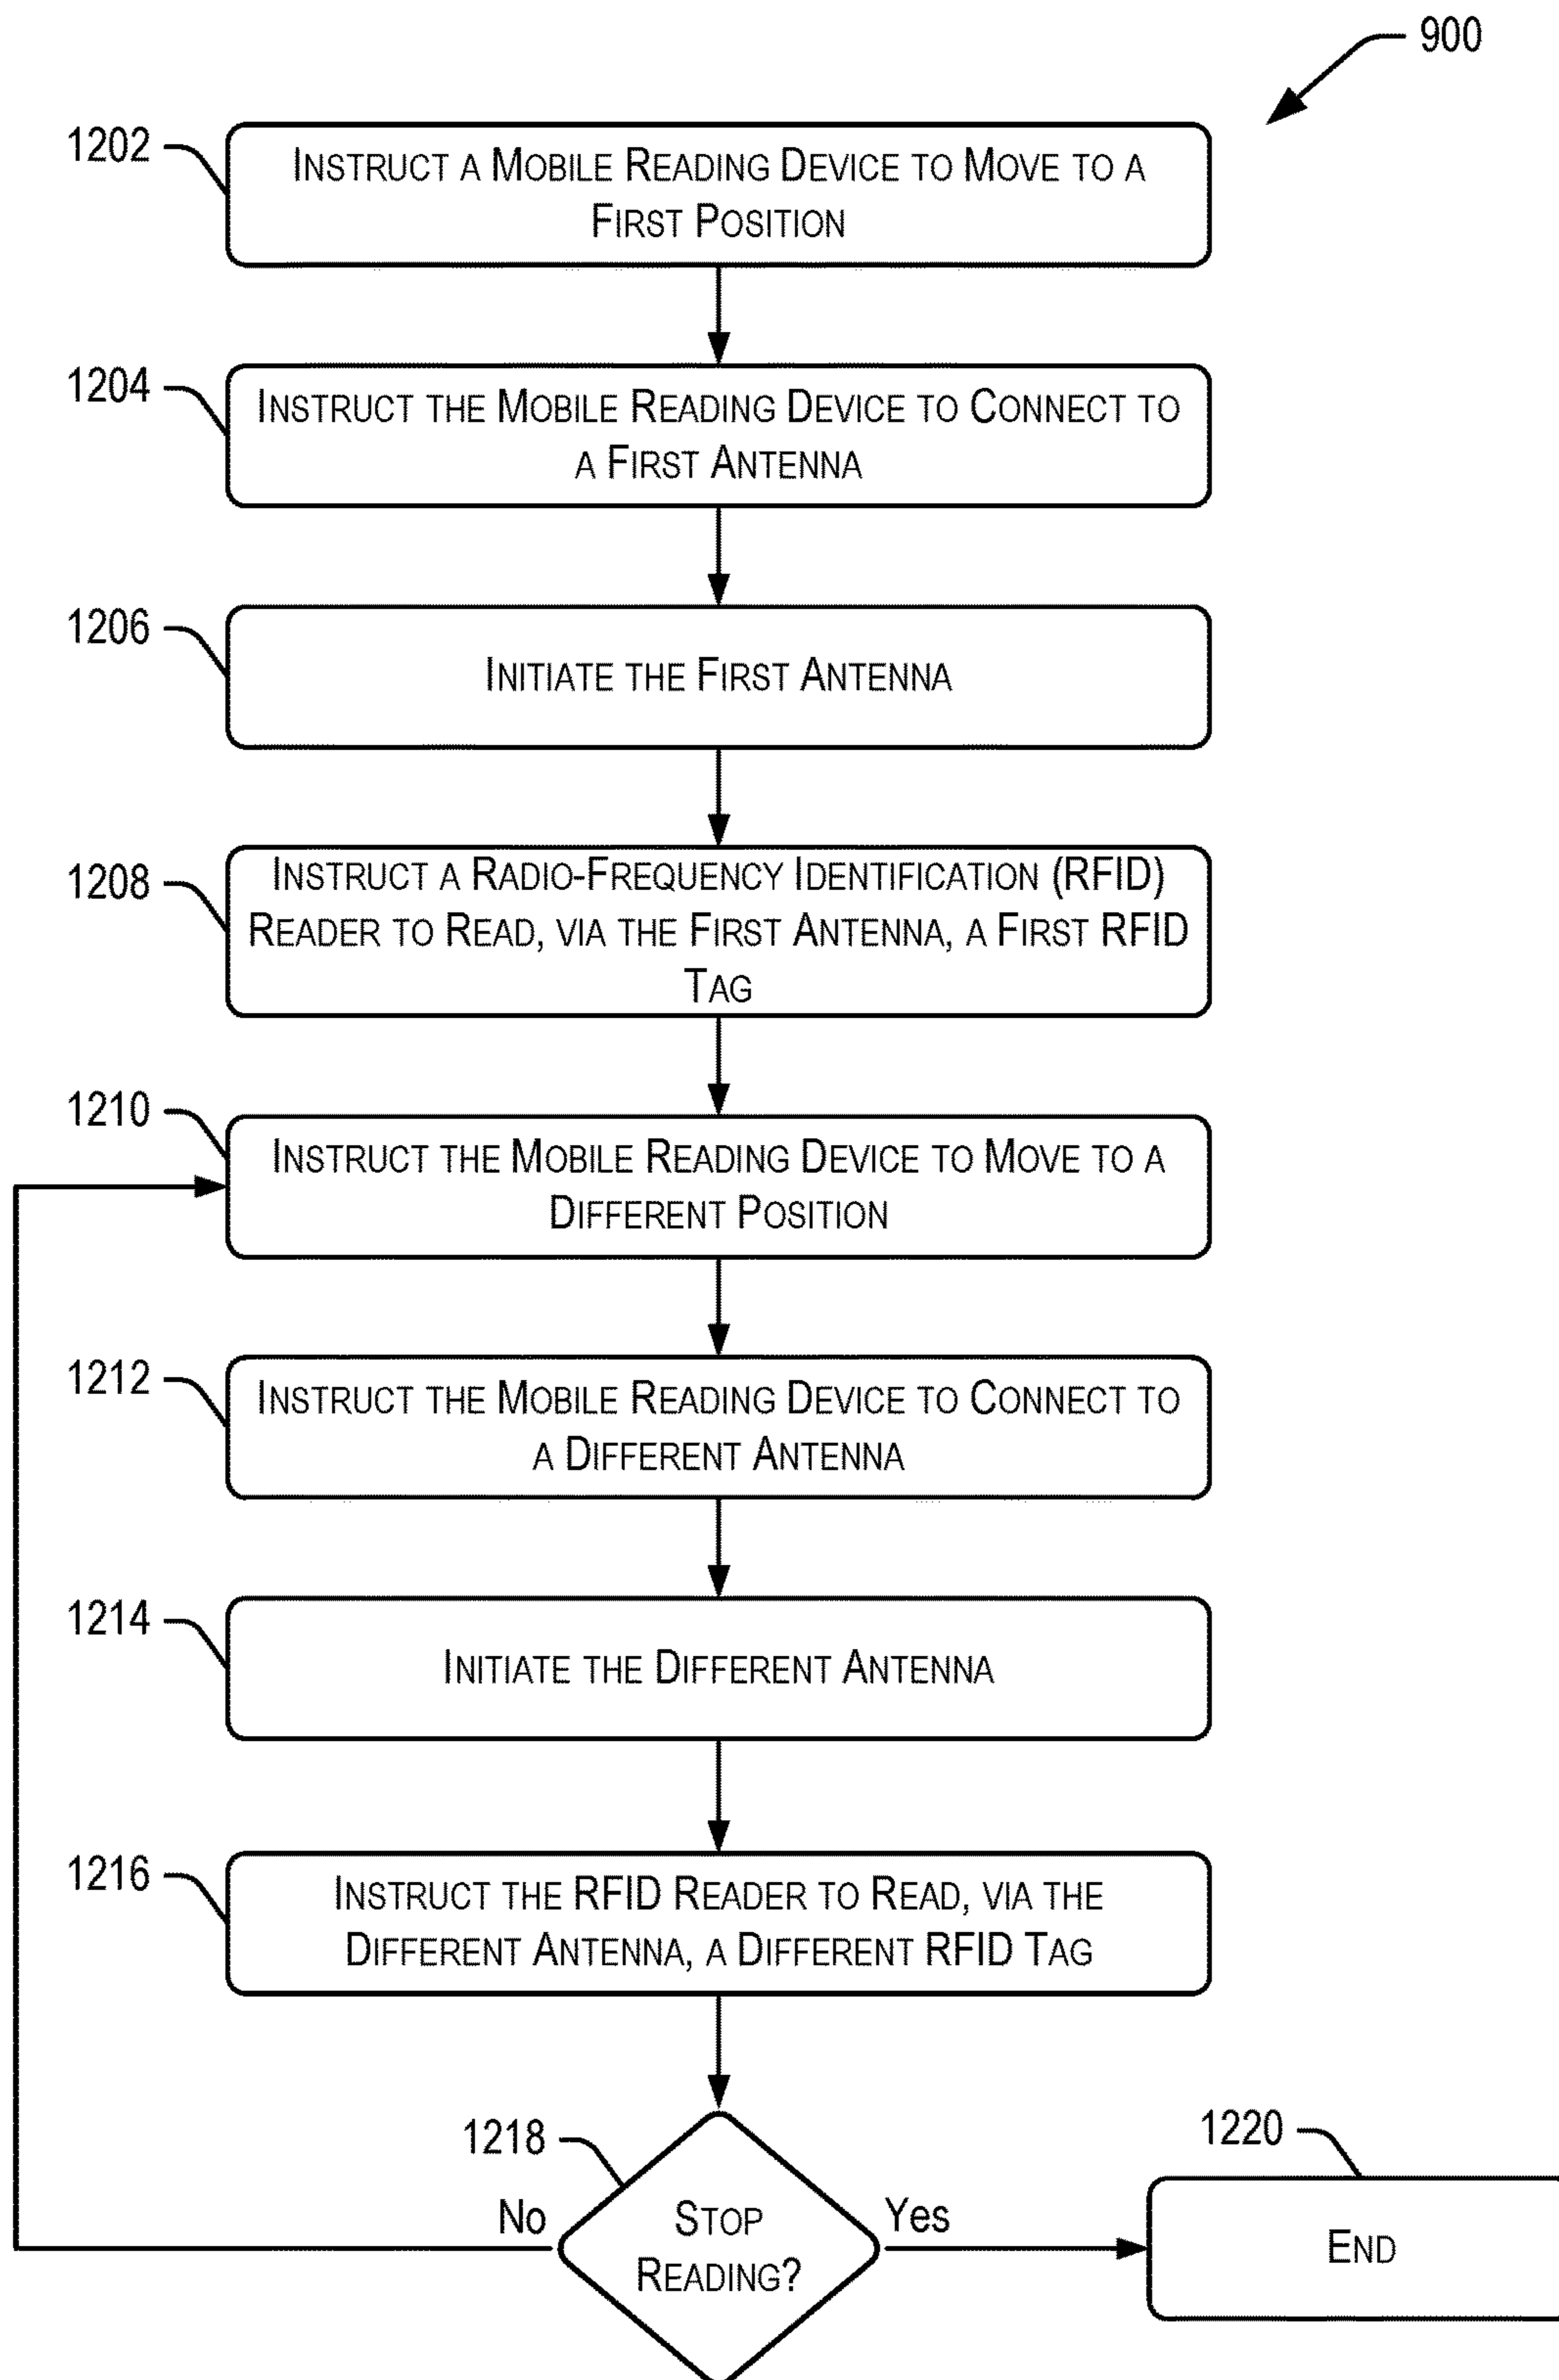 900
1202
INSTRUCT A MOBILE READING DEVICE TO MOVE TO A
FIRST POSITION
1204
INSTRUCT THE MOBILE READING DEVICE TO CONNECT TO
A FIRST ANTENNA
1206
INITIATE THE FIRST ANTENNA
1208
INSTRUCT A RADIO-FREQUENCY IDENTIFICATION (RFID)
READER TO READ, VIA THE FIRST ANTENNA, A FIRST RFID
TAG
1210
INSTRUCT THE MOBILE READING DEVICE TO MOVE TO A
DIFFERENT POSITION
1212
INSTRUCT THE MOBILE READING DEVICE TO CONNECT TO
A DIFFERENT ANTENNA
1214
INITIATE THE DIFFERENT ANTENNA
1216
INSTRUCT THE RFID READER TO READ, VIA THE
DIFFERENT ANTENNA, A DIFFERENT RFID TAG
1218
No
STOP
READING?
Yes
1220
END